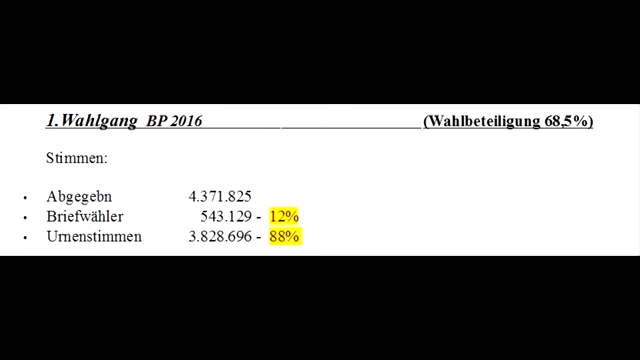 1.Wahlgang BP 2016 (Wahlbeteiligung 68,5%)
Stimmen:
• Abgegebn 4.371.825
• Briefwähler 543.129 - 12%
• Urnenstimmen 3.828.696 - 88%